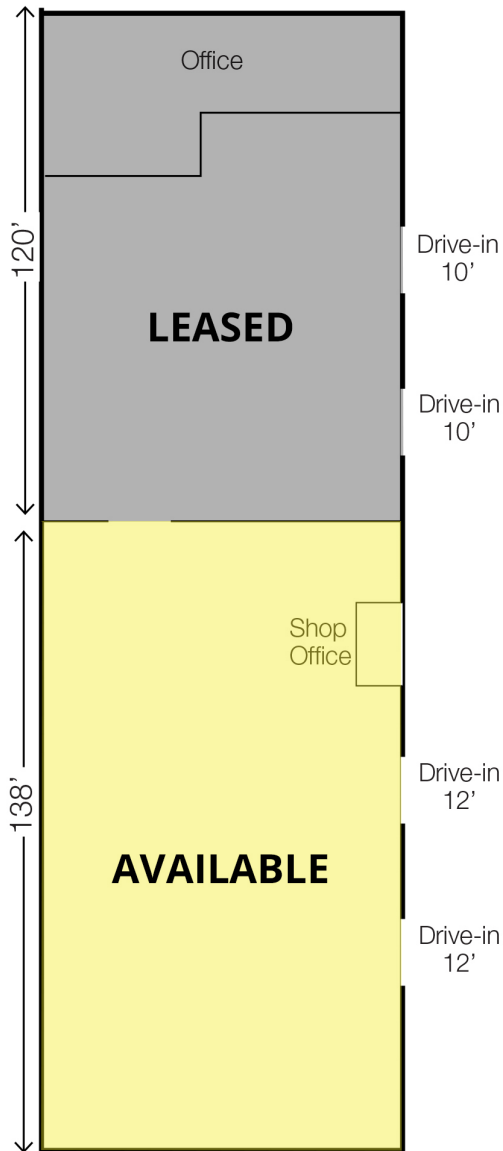 Office
120'
Drive-in
10'
LEASED
Drive-in
10'
Shop
Office
Drive-in
12'
138'
AVAILABLE
Drive-in
12'